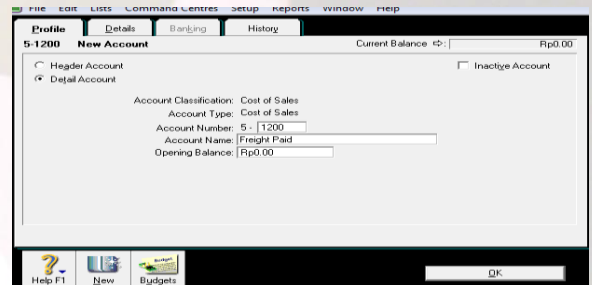 File Edit Lists Command Centres Setup Reports Window Help
Profile Details Banking History
5-1200 New Account Current Balance ⇨: Rp0.00
Header Account Inactive Account
Detail Account
Account Classification: Cost of Sales
Account Type: Cost of Sales
Account Number: 5 - 1200
Account Name: Freight Paid
Opening Balance: Rp0.00
Help F1 New Budgets OK